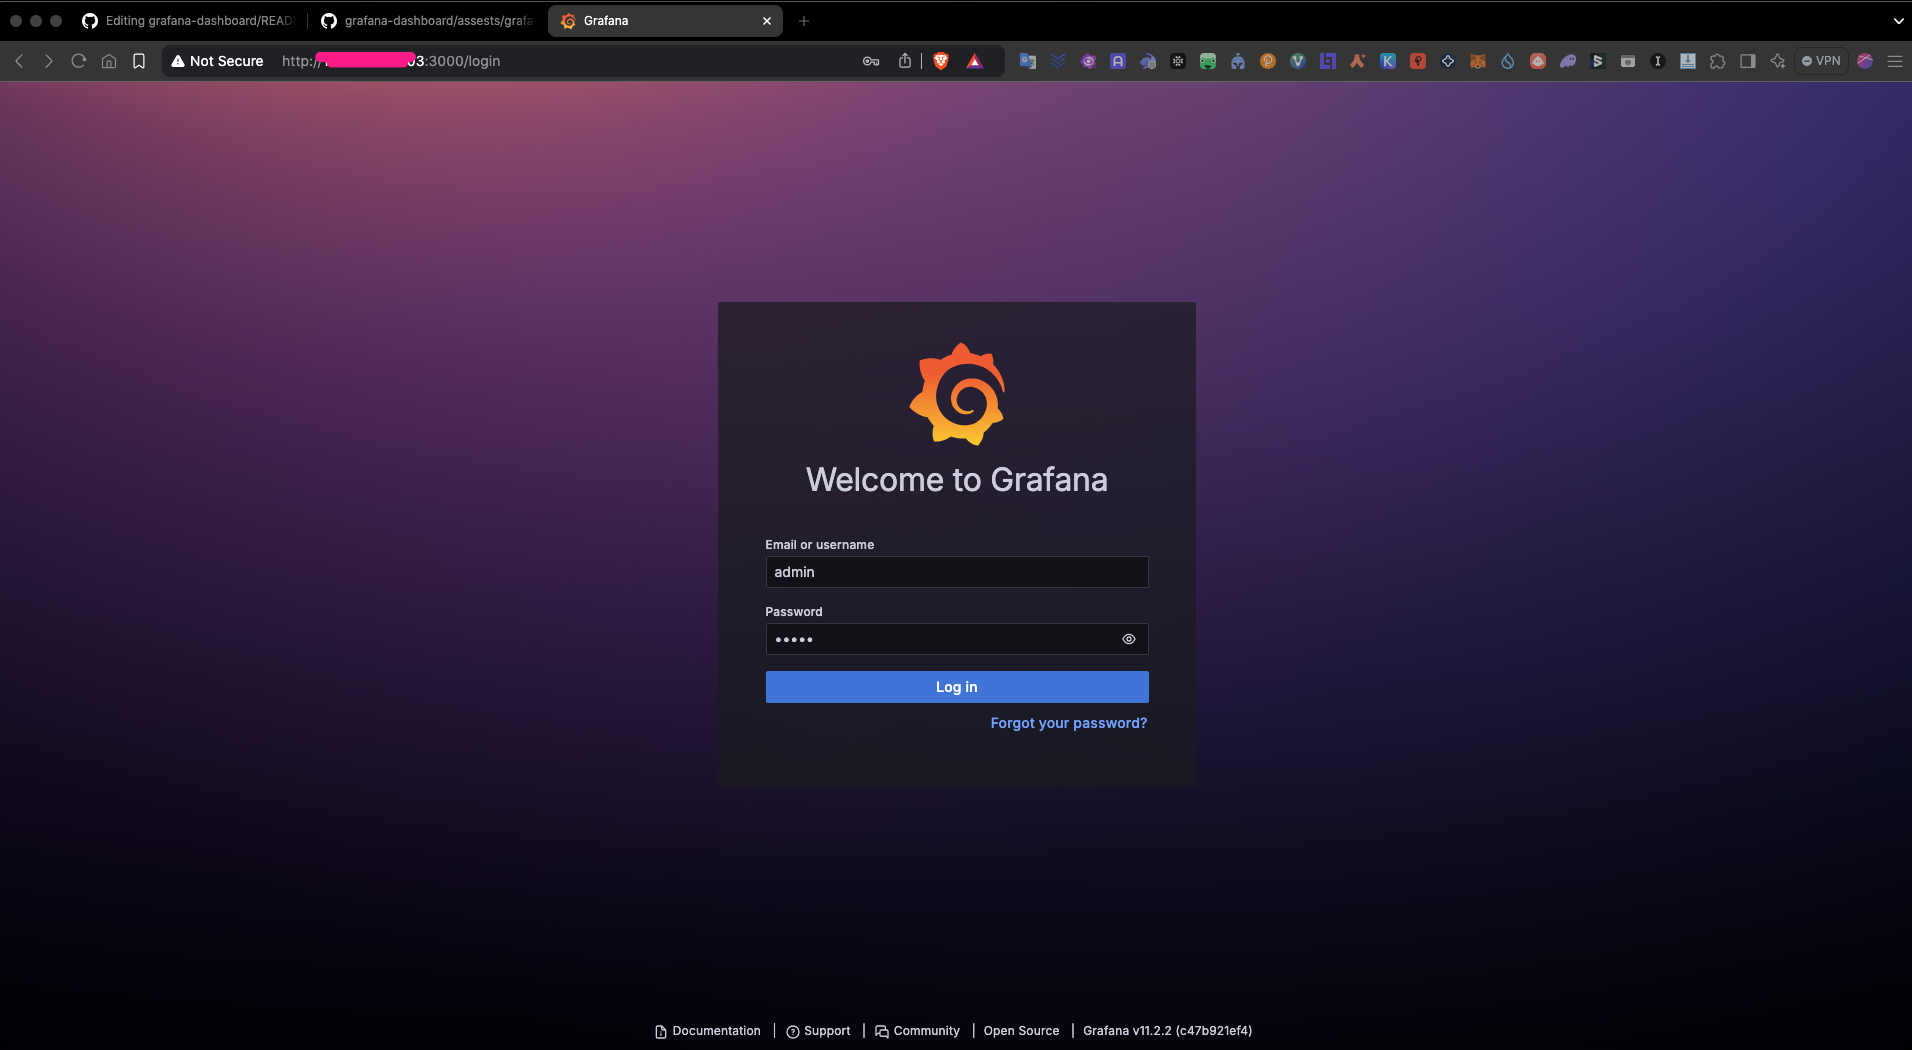 Editing grafana-dashboard/READ
grafana-dashboard/assests/grafa
Grafana
Not Secure
http://
03:3000/login
VPN
Welcome to Grafana
Email or username
admin
Password
•••••
Log in
Forgot your password?
Documentation | Support | Community | Open Source | Grafana v11.2.2 (c47b921ef4)